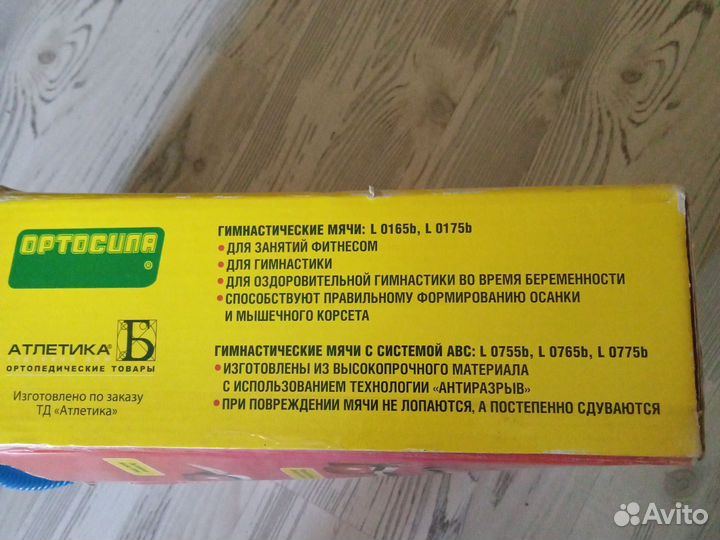 ОРТОСИЛА
®
АТЛЕТИКА® Б
ОРТОПЕДИЧЕСКИЕ ТОВАРЫ
Изготовлено по заказу
ТД «Атлетика»
ГИМНАСТИЧЕСКИЕ МЯЧИ: L 0165b, L 0175b
• ДЛЯ ЗАНЯТИЙ ФИТНЕСОМ
• ДЛЯ ГИМНАСТИКИ
• ДЛЯ ОЗДОРОВИТЕЛЬНОЙ ГИМНАСТИКИ ВО ВРЕМЯ БЕРЕМЕННОСТИ
• СПОСОБСТВУЮТ ПРАВИЛЬНОМУ ФОРМИРОВАНИЮ ОСАНКИ
И МЫШЕЧНОГО КОРСЕТА
ГИМНАСТИЧЕСКИЕ МЯЧИ С СИСТЕМОЙ АВС: L 0755b, L 0765b, L 0775b
• ИЗГОТОВЛЕНЫ ИЗ ВЫСОКОПРОЧНОГО МАТЕРИАЛА
С ИСПОЛЬЗОВАНИЕМ ТЕХНОЛОГИИ «АНТИРАЗРЫВ»
• ПРИ ПОВРЕЖДЕНИИ МЯЧИ НЕ ЛОПАЮТСЯ, А ПОСТЕПЕННО СДУВАЮТСЯ
Avito